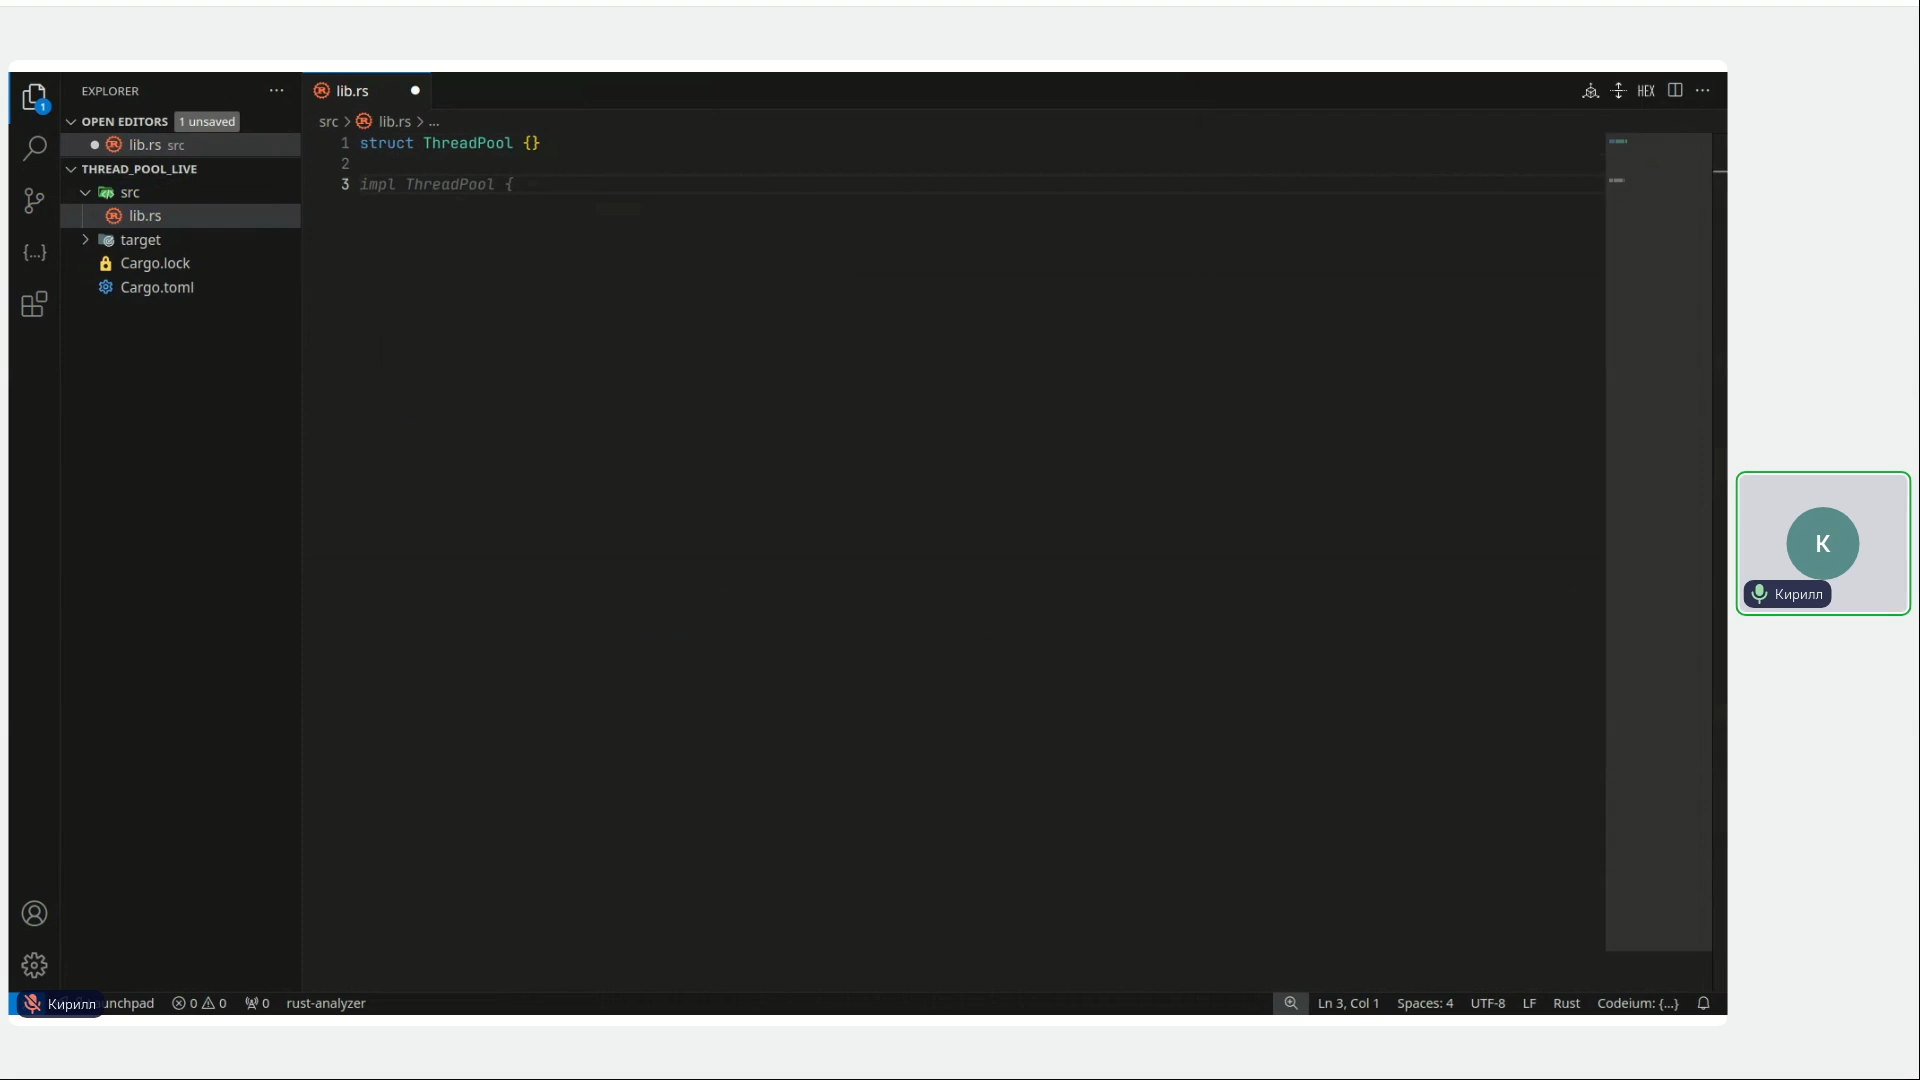 EXPLORER
OPEN EDITORS 1 unsaved
lib.rs src
THREAD_POOL_LIVE
src
lib.rs
target
Cargo.lock
Cargo.toml
lib.rs
HEX
src > lib.rs > ...
1 struct ThreadPool {}
2
3 impl ThreadPool {
1
К
Кирилл
Кирилл
unchpad 0 0 0 rust-analyzer
Ln 3, Col 1 Spaces: 4 UTF-8 LF Rust Codeium: {...}